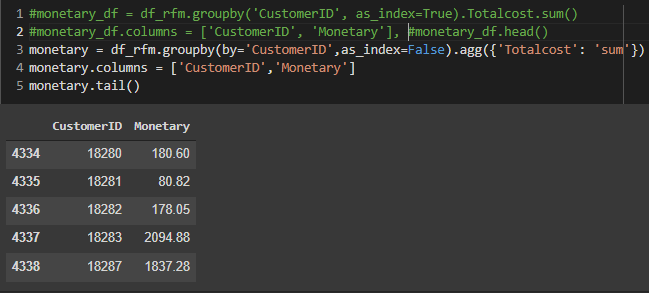 1 #monetary_df = df_rfm.groupby('CustomerID', as_index=True).Totalcost.sum()
2 #monetary_df.columns = ['CustomerID', 'Monetary'], #monetary_df.head()
3 monetary = df_rfm.groupby(by='CustomerID',as_index=False).agg({'Totalcost': 'sum'})
4 monetary.columns = ['CustomerID','Monetary']
5 monetary.tail()
CustomerID Monetary
4334 18280 180.60
4335 18281 80.82
4336 18282 178.05
4337 18283 2094.88
4338 18287 1837.28